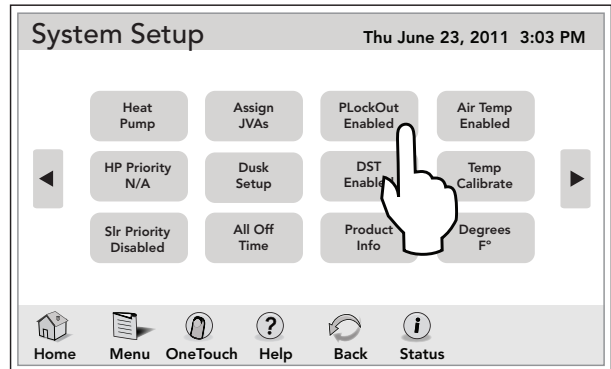 System Setup
Thu June 23, 2011 3:03 PM
Heat
Pump
Assign
JVAs
PLockOut
Enabled
Air Temp
Enabled
HP Priority
N/A
Dusk
Setup
DST
Temp
Calibrate
Slr Priority
Disabled
All Off
Time
Product
Info
Degrees
F°
Home
Menu
OneTouch
?
Help
Back
i
Status